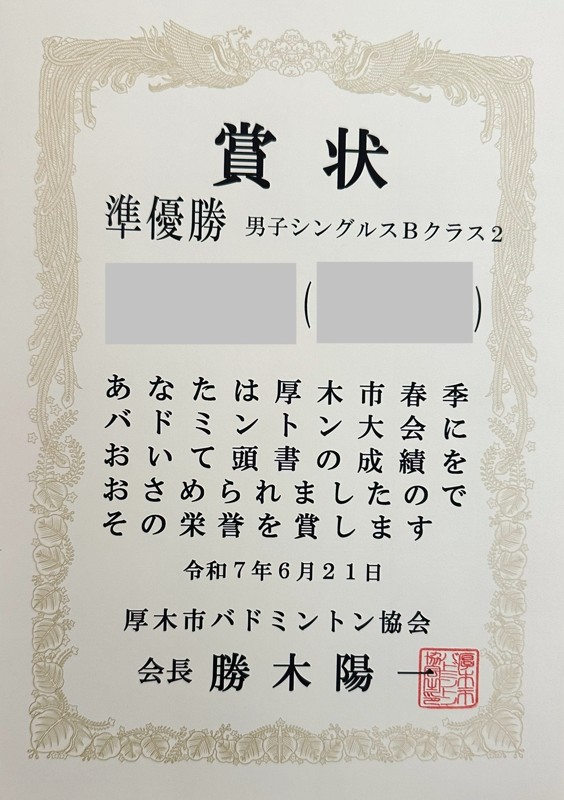 賞状
準優勝 男子シングルスBクラス2
( )
あなたは厚木市春季
バドミントン大会に
おいて頭書の成績を
おさめられましたので
その栄誉を賞します
令和7年6月21日
厚木市バドミントン協会
会長 勝木陽一